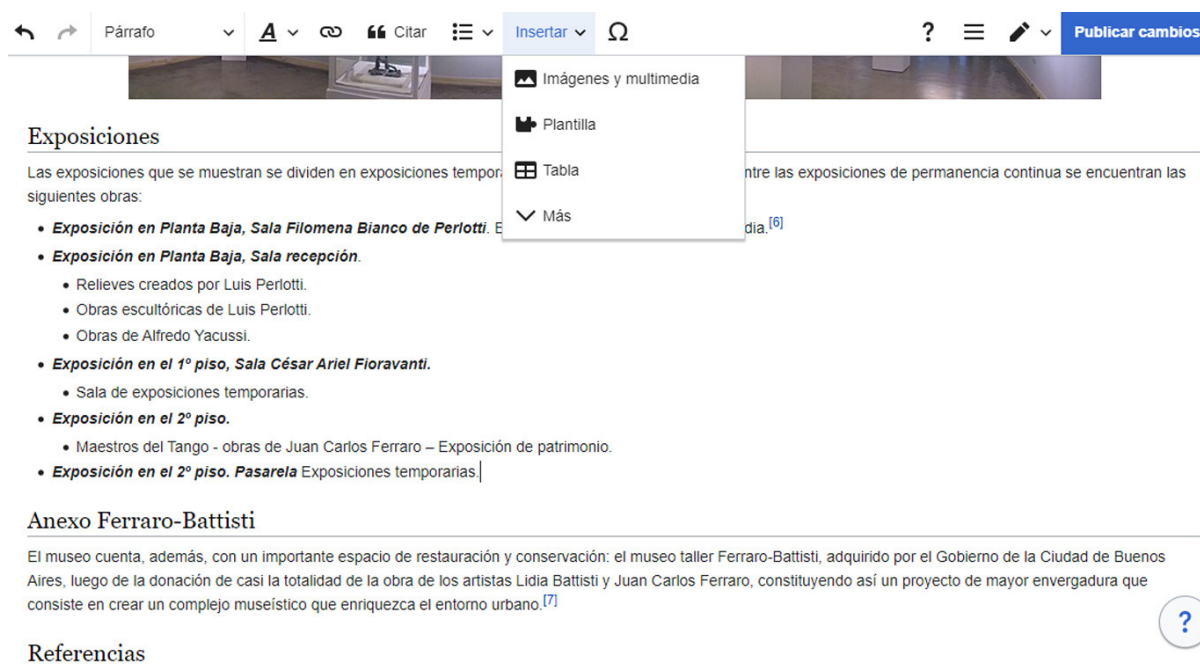 Párrafo A Citar Insertar Ω ? Publicar cambios
Imágenes y multimedia
Plantilla
Tabla
Más
Exposiciones
Las exposiciones que se muestran se dividen en exposiciones tempor ntre las exposiciones de permanencia continua se encuentran las
siguientes obras:
• Exposición en Planta Baja, Sala Filomena Bianco de Perlotti. E dia.[6]
• Exposición en Planta Baja, Sala recepción.
• Relieves creados por Luis Perlotti.
• Obras escultóricas de Luis Perlotti.
• Obras de Alfredo Yacussi.
• Exposición en el 1º piso, Sala César Ariel Fioravanti.
• Sala de exposiciones temporarias.
• Exposición en el 2º piso.
• Maestros del Tango - obras de Juan Carlos Ferraro – Exposición de patrimonio.
• Exposición en el 2º piso. Pasarela Exposiciones temporarias.
Anexo Ferraro-Battisti
El museo cuenta, además, con un importante espacio de restauración y conservación: el museo taller Ferraro-Battisti, adquirido por el Gobierno de la Ciudad de Buenos
Aires, luego de la donación de casi la totalidad de la obra de los artistas Lidia Battisti y Juan Carlos Ferraro, constituyendo así un proyecto de mayor envergadura que
consiste en crear un complejo museístico que enriquezca el entorno urbano.[7]
?
Referencias